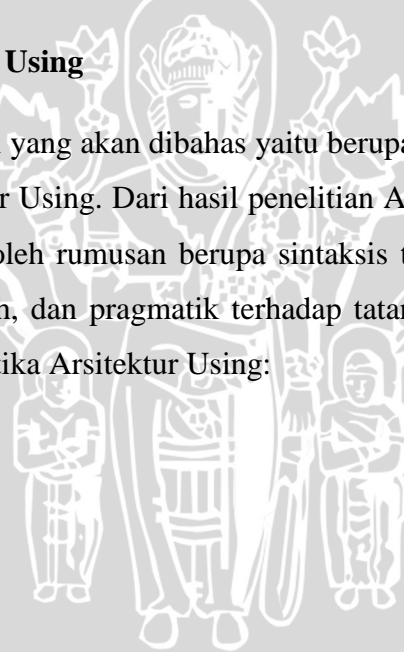 Using
yang akan dibahas yaitu berupa
r Using. Dari hasil penelitian A
oleh rumusan berupa sintaksis t
n, dan pragmatik terhadap tatan
tika Arsitektur Using: